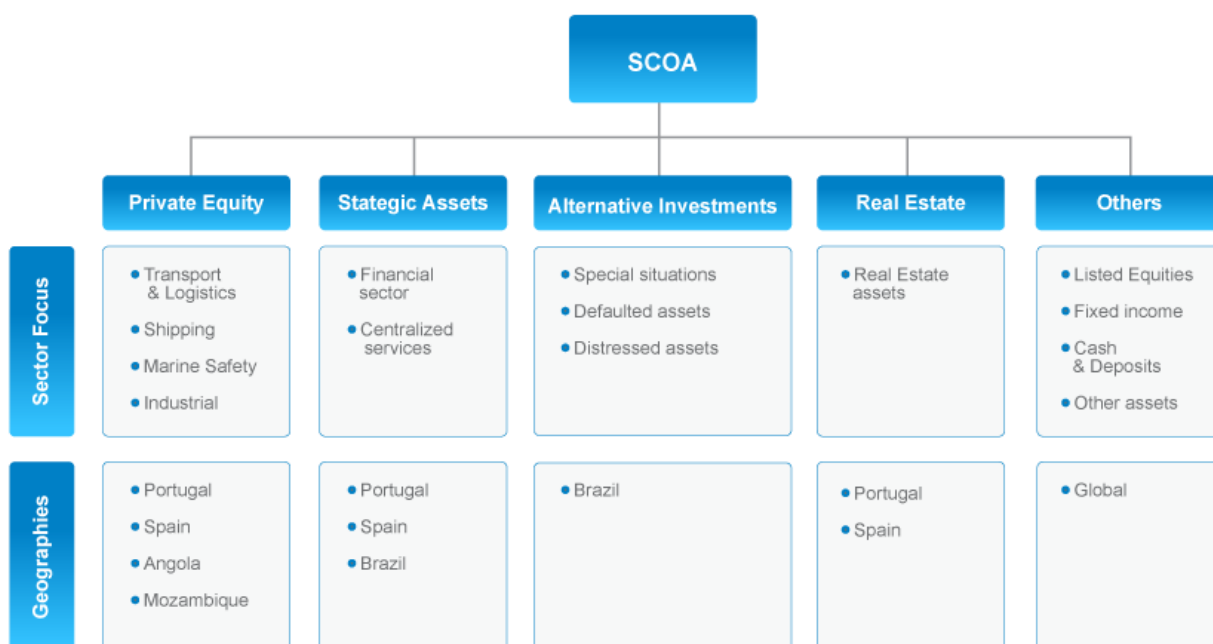 SCOA
Private Equity
Stategic Assets
Alternative Investments
Real Estate
Others
Sector Focus
Transport
& Logistics
Shipping
Marine Safety
Industrial
Financial
sector
Centralized
services
Special situations
Defaulted assets
Distressed assets
Real Estate
assets
Listed Equities
Fixed income
Cash
& Deposits
Other assets
Geographies
Portugal
Spain
Angola
Mozambique
Portugal
Spain
Brazil
Brazil
Portugal
Spain
Global